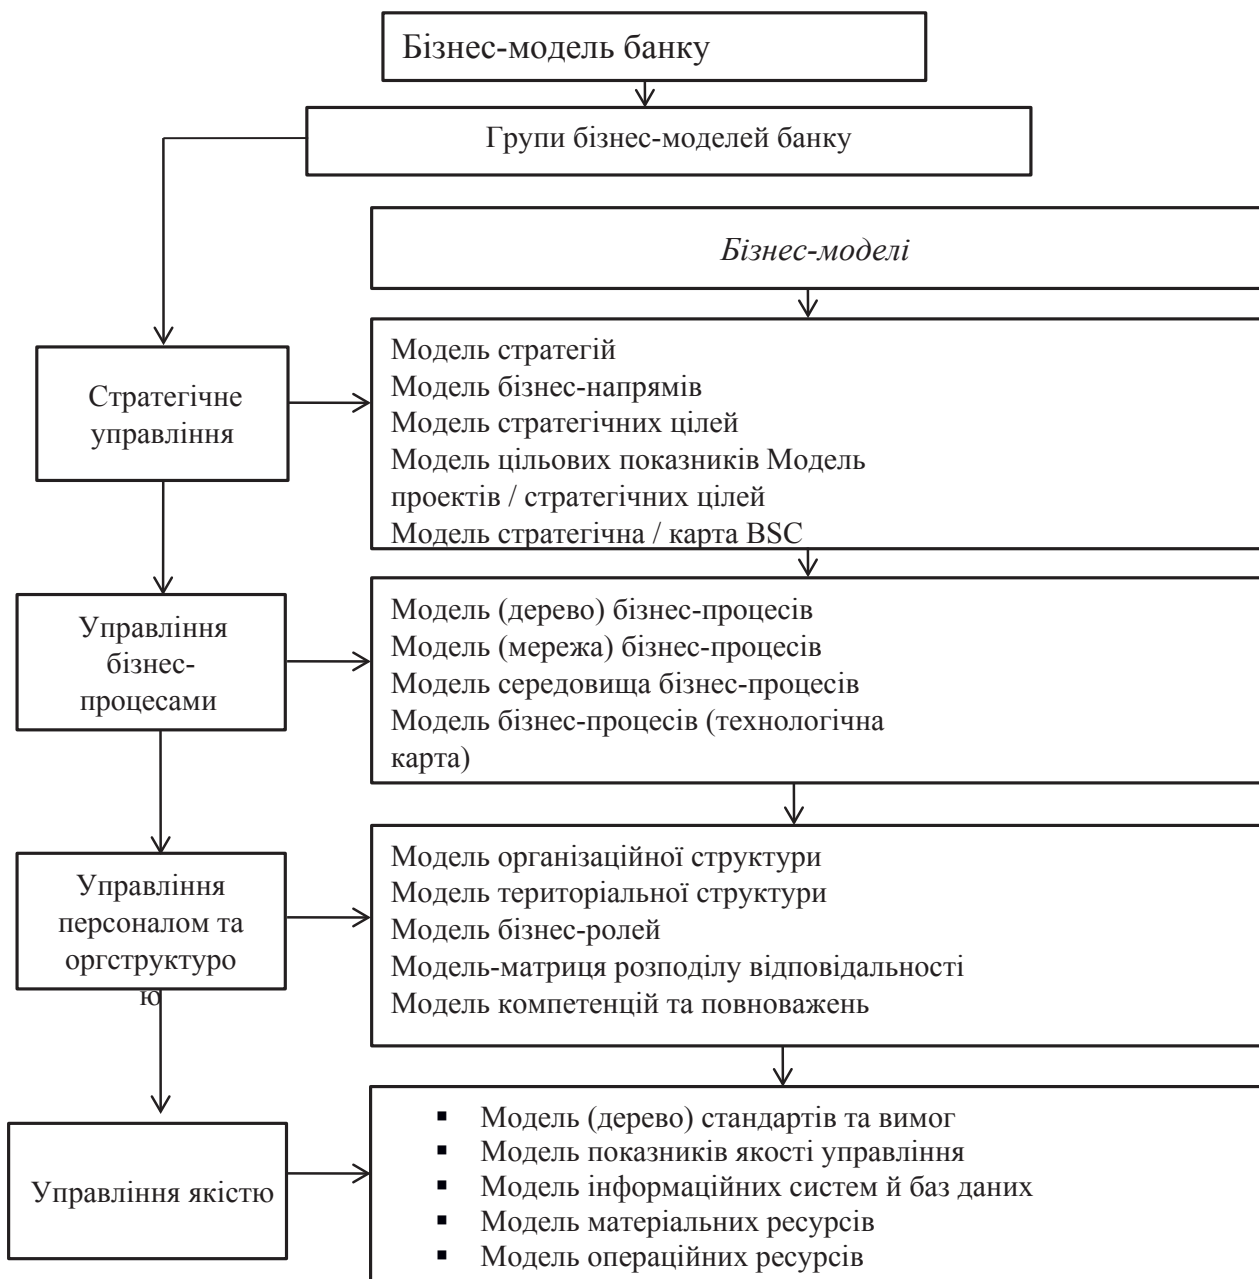 Бізнес-модель банку
Групи бізнес-моделей банку
Бізнес-моделі
Стратегічне
управління
Модель стратегій
Модель бізнес-напрямів
Модель стратегічних цілей
Модель цільових показників Модель
проектів / стратегічних цілей
Модель стратегічна / карта BSC
Управління
бізнес-
процесами
Модель (дерево) бізнес-процесів
Модель (мережа) бізнес-процесів
Модель середовища бізнес-процесів
Модель бізнес-процесів (технологічна
карта)
Управління
персоналом та
оргструктуро
ю
Модель організаційної структури
Модель територіальної структури
Модель бізнес-ролей
Модель-матриця розподілу відповідальності
Модель компетенцій та повноважень
Управління якістю
▪ Модель (дерево) стандартів та вимог
▪ Модель показників якості управління
▪ Модель інформаційних систем й баз даних
▪ Модель матеріальних ресурсів
▪ Модель операційних ресурсів